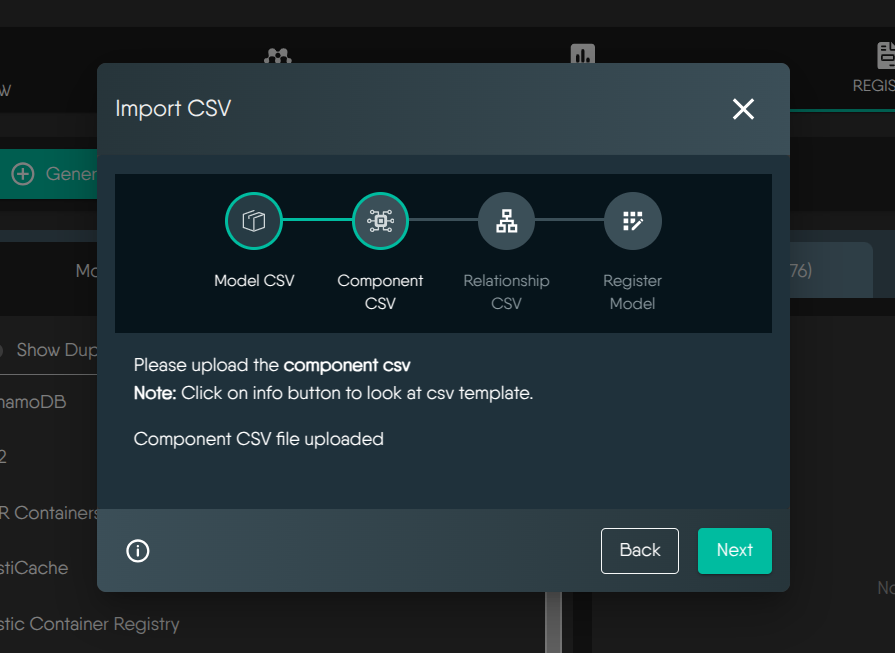 W
REGIS
Import CSV
Gener
Mo
76)
Model CSV
Component
CSV
Relationship
CSV
Register
Model
Show Dup
Please upload the component csv
Note: Click on info button to look at csv template.
namoDB
Component CSV file uploaded
2
R Containers
Back
Next
stiCache
No
stic Container Registry